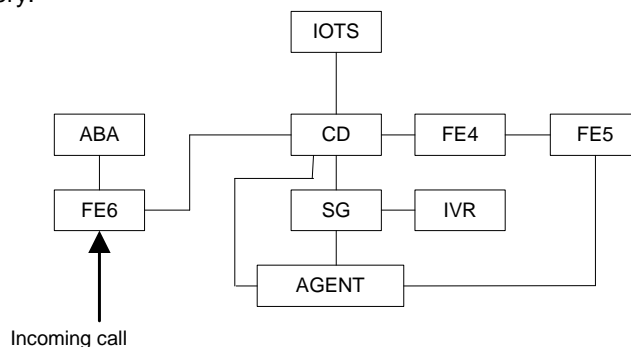 IOTS
ABA
CD
FE4
FE5
FE6
SG
IVR
AGENT
Incoming call